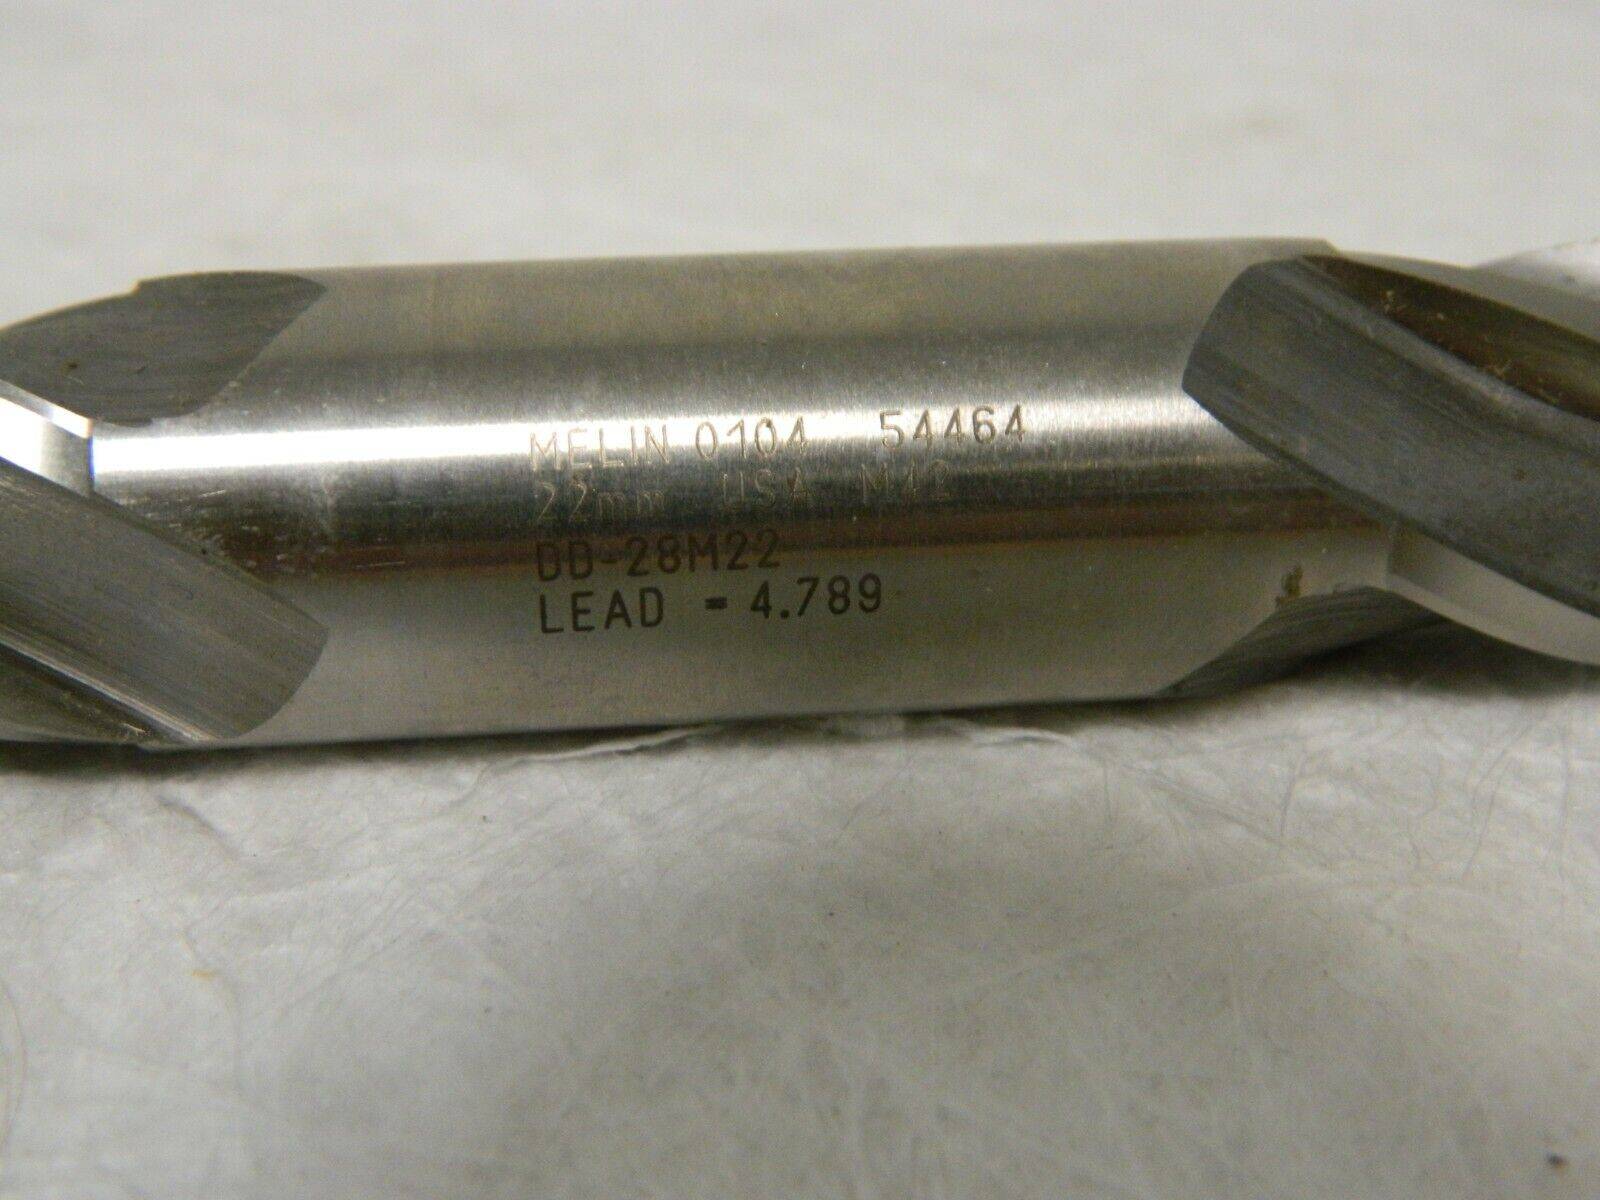 MELIN 0104 54464
22mm USA M42
DD-28M22
LEAD = 4.789